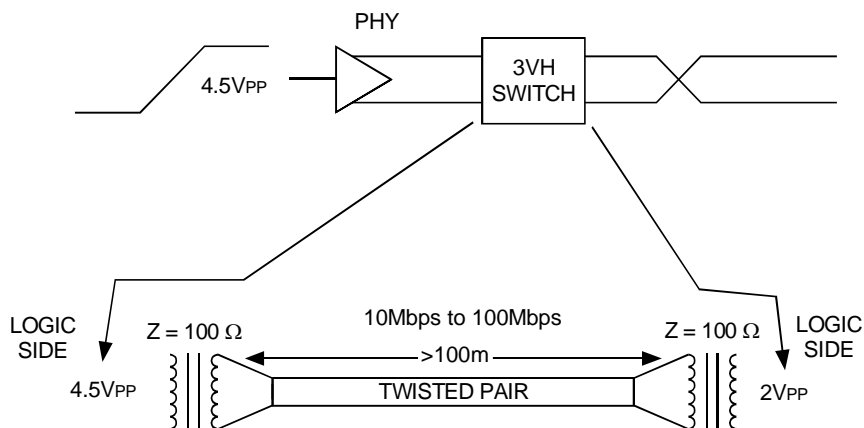 PHY
4.5VPP
3VH
SWITCH
LOGIC
SIDE
4.5VPP
Z = 100 Ω
10Mbps to 100Mbps
>100m
TWISTED PAIR
Z = 100 Ω
LOGIC
SIDE
2VPP